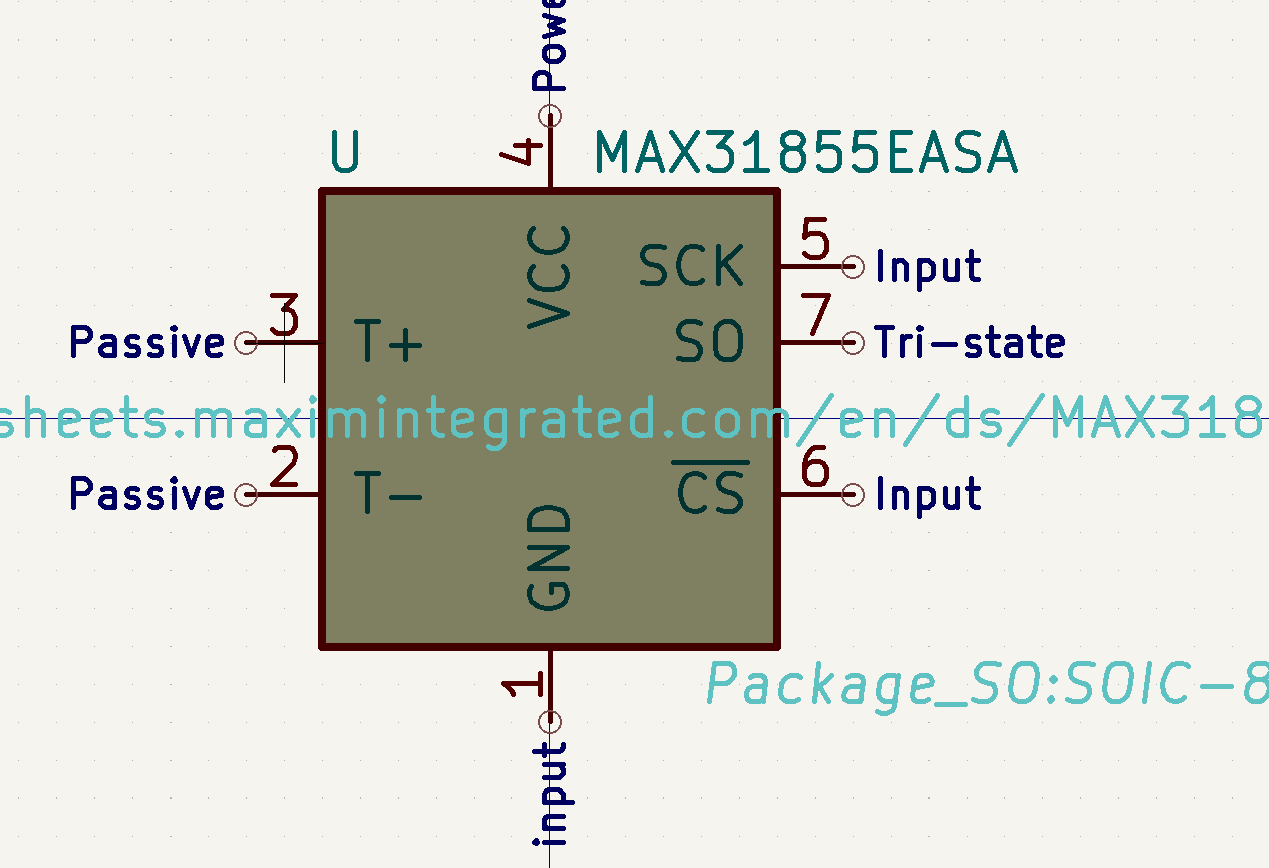 Powe
U
MAX31855EASA
4
VCC
SCK
5
Input
3
Passive
T+
SO
7
Tri-state
sheets.maximintegrated.com/en/ds/MAX318
2
Passive
T-
CS
6
Input
GND
1
Package_SO:SOIC-8
input